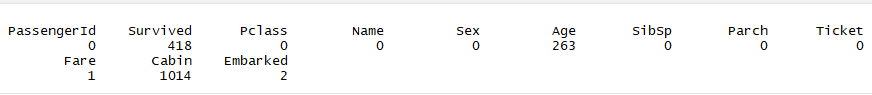 PassengerId Survived Pclass Name Sex Age SibSp Parch Ticket
0 418 0 0 0 263 0 0 0
Fare Cabin Embarked
1 1014 2